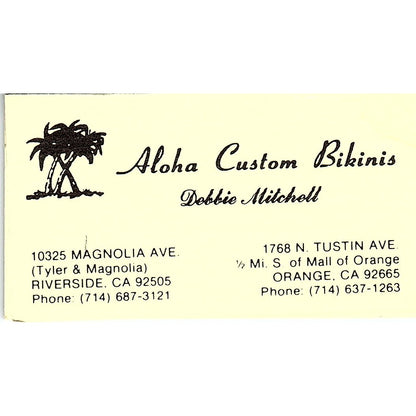 Aloha Custom Bikinis
Debbie Mitchell
10325 MAGNOLIA AVE.
(Tyler & Magnolia)
RIVERSIDE, CA 92505
Phone: (714) 687-3121
1768 N. TUSTIN AVE.
½ Mi. S. of Mall of Orange
ORANGE, CA 92665
Phone: (714) 637-1263